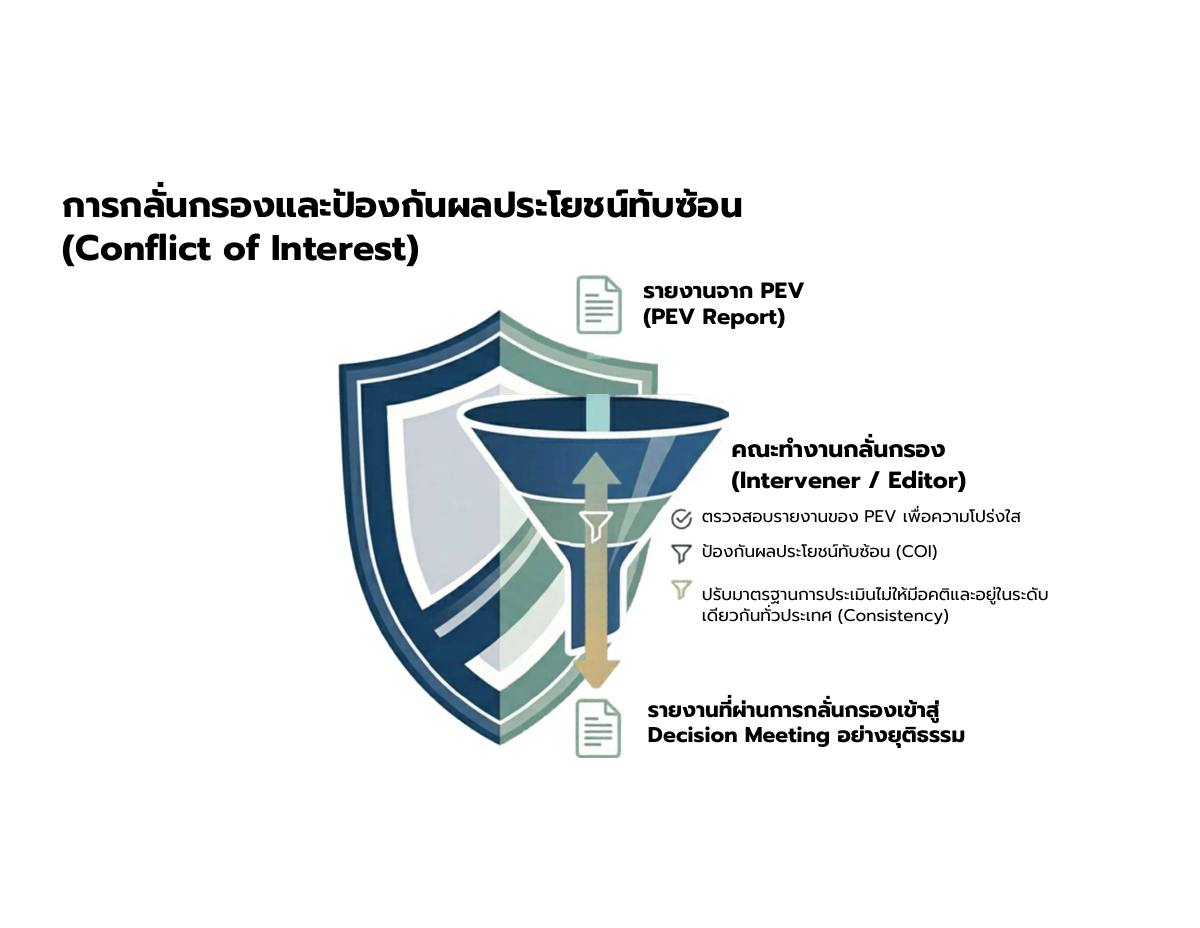 การกลั่นกรองและป้องกันผลประโยชน์ทับซ้อน
(Conflict of Interest)
รายงานจาก PEV
(PEV Report)
คณะทำงานกลั่นกรอง
(Intervener / Editor)
ตรวจสอบรายงานของ PEV เพื่อความโปร่งใส
ป้องกันผลประโยชน์ทับซ้อน (COI)
ปรับมาตรฐานการประเมินไม่ให้มีอคติและอยู่ในระดับ
เดียวกันทั่วประเทศ (Consistency)
รายงานที่ผ่านการกลั่นกรองเข้าสู่
Decision Meeting อย่างยุติธรรม